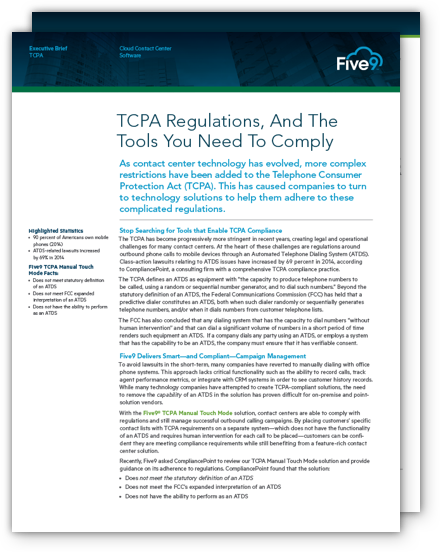 Executive Brief
TCPA
Cloud Contact Center
Software
Five9
TCPA Regulations, And The
Tools You Need To Comply
As contact center technology has evolved, more complex
restrictions have been added to the Telephone Consumer
Protection Act (TCPA). This has caused companies to turn
to technology solutions to help them adhere to these
complicated regulations.
Highlighted Statistics
• 90 percent of Americans own mobile
phones (2014)
• ATDS-related lawsuits increased
by 69% in 2014
Five9 TCPA Manual Touch
Mode Facts:
• Does not meet statutory definition
of an ATDS
• Does not meet FCC expanded
interpretation of an ATDS
• Does not have the ability to perform
as an ATDS
Stop Searching for Tools that Enable TCPA Compliance
The TCPA has become progressively more stringent in recent years, creating legal and operational
challenges for many contact centers. At the heart of these challenges are regulations around
outbound phone calls to mobile devices through an Automated Telephone Dialing System (ATDS).
Class-action lawsuits relating to ATDS issues have increased by 69 percent in 2014, according
to CompliancePoint, a consulting firm with a comprehensive TCPA compliance practice.
The TCPA defines an ATDS as equipment with "the capacity to produce telephone numbers to
be called, using a random or sequential number generator, and to dial such numbers." Beyond the
statutory definition of an ATDS, the Federal Communications Commission (FCC) has held that a
predictive dialer constitutes an ATDS, both when such dialer randomly or sequentially generates
telephone numbers, and/or when it dials numbers from customer telephone lists.
The FCC has also concluded that any dialing system that has the capacity to dial numbers "without
human intervention" and that can dial a significant volume of numbers in a short period of time
renders such equipment an ATDS. If a company dials any party using an ATDS, or employs a system
that has the capability to be an ATDS, the company must ensure that it has verifiable consent.
Five9 Delivers Smart—and Compliant—Campaign Management
To avoid lawsuits in the short-term, many companies have reverted to manually dialing with office
phone systems. This approach lacks critical functionality such as the ability to record calls, track
agent performance metrics, or integrate with CRM systems in order to see customer history records.
While many technology companies have attempted to create TCPA-compliant solutions, the need
to remove the capability of an ATDS in the solution has proven difficult for on-premise and point-
solution vendors.
With the Five9® TCPA Manual Touch Mode solution, contact centers are able to comply with
regulations and still manage successful outbound calling campaigns. By placing customers' specific
contact lists with TCPA requirements on a separate system—which does not have the functionality
of an ATDS and requires human intervention for each call to be placed—customers can be confi-
dent they are meeting compliance requirements while still benefiting from a feature-rich contact
center solution.
Recently, Five9 asked CompliancePoint to review our TCPA Manual Touch Mode solution and provide
guidance on its adherence to regulations. CompliancePoint found that the solution:
• Does not meet the statutory definition of an ATDS
• Does not meet the FCC's expanded interpretation of an ATDS
• Does not have the ability to perform as an ATDS